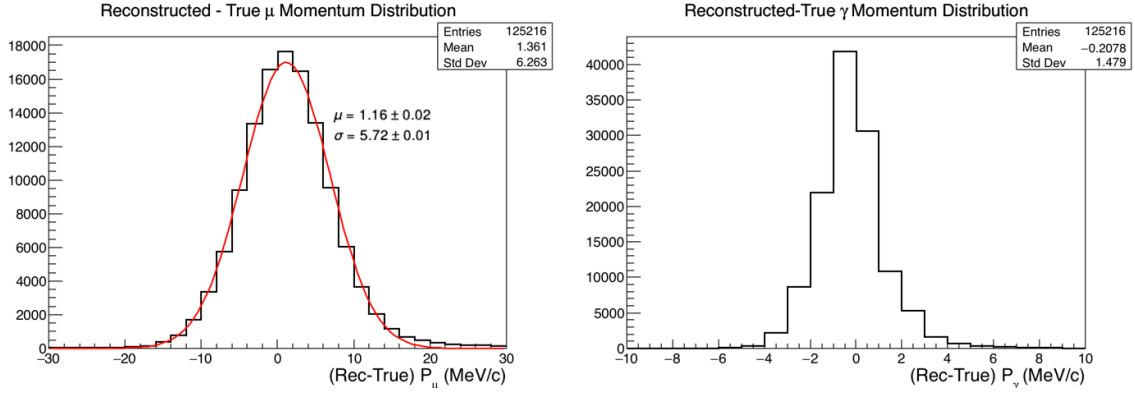 Reconstructed - True μ Momentum Distribution
Entries 125216
Mean 1.361
Std Dev 6.263
18000
16000
14000
12000
10000
8000
6000
4000
2000
0
μ = 1.16 ± 0.02
σ = 5.72 ± 0.01
−30 −20 −10 0 10 20 30
(Rec-True) P_μ (MeV/c)
Reconstructed-True γ Momentum Distribution
Entries 125216
Mean −0.2078
Std Dev 1.479
40000
35000
30000
25000
20000
15000
10000
5000
0
−10 −8 −6 −4 −2 0 2 4 6 8 10
(Rec-True) P_γ (MeV/c)